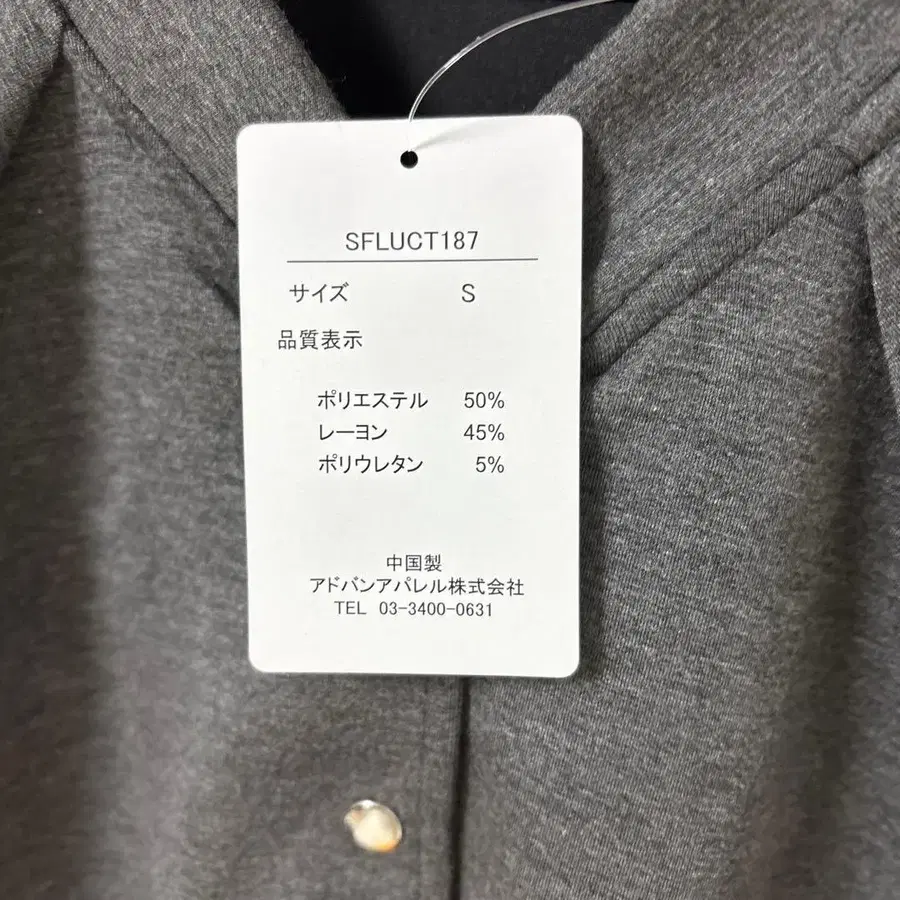 SFLUCT187
サイズ S
品質表示
ポリエステル 50%
レーヨン 45%
ポリウレタン 5%
中国製
アドバンアパレル株式会社
TEL 03-3400-0631